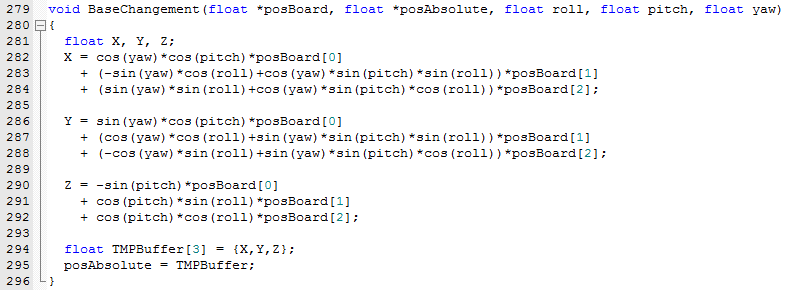 279 void BaseChangement(float *posBoard, float *posAbsolute, float roll, float pitch, float yaw)
280 {
281 float X, Y, Z;
282 X = cos(yaw)*cos(pitch)*posBoard[0]
283 + (-sin(yaw)*cos(roll)+cos(yaw)*sin(pitch)*sin(roll))*posBoard[1]
284 + (sin(yaw)*sin(roll)+cos(yaw)*sin(pitch)*cos(roll))*posBoard[2];
285
286 Y = sin(yaw)*cos(pitch)*posBoard[0]
287 + (cos(yaw)*cos(roll)+sin(yaw)*sin(pitch)*sin(roll))*posBoard[1]
288 + (-cos(yaw)*sin(roll)+sin(yaw)*sin(pitch)*cos(roll))*posBoard[2];
289
290 Z = -sin(pitch)*posBoard[0]
291 + cos(pitch)*sin(roll)*posBoard[1]
292 + cos(pitch)*cos(roll)*posBoard[2];
293
294 float TMPBuffer[3] = {X,Y,Z};
295 posAbsolute = TMPBuffer;
296 }